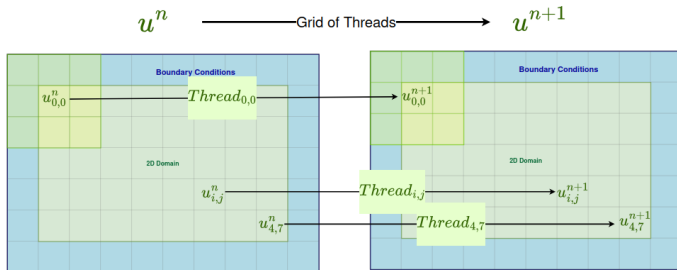 u^n Grid of Threads u^{n+1}
Boundary Conditions Boundary Conditions
u^n_{0,0} Thread_{0,0} u^{n+1}_{0,0}
2D Domain 2D Domain
u^n_{i,j} Thread_{i,j} u^{n+1}_{i,j}
u^n_{4,7} Thread_{4,7} u^{n+1}_{4,7}